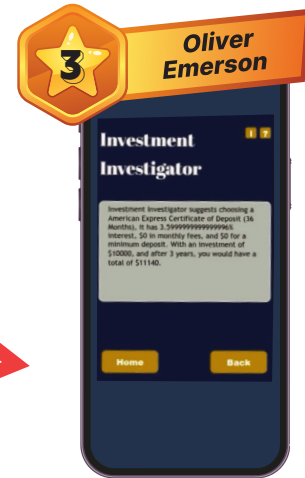 3
Oliver
Emerson
Investment
Investigator
i ?
Investment Investigator suggests choosing a
American Express Certificate of Deposit (36
Months), it has 3.5999999999999996%
interest, $0 in monthly fees, and $0 for a
minimum deposit. With an investment of
$10000, and after 3 years, you would have a
total of $11140.
Home
Back